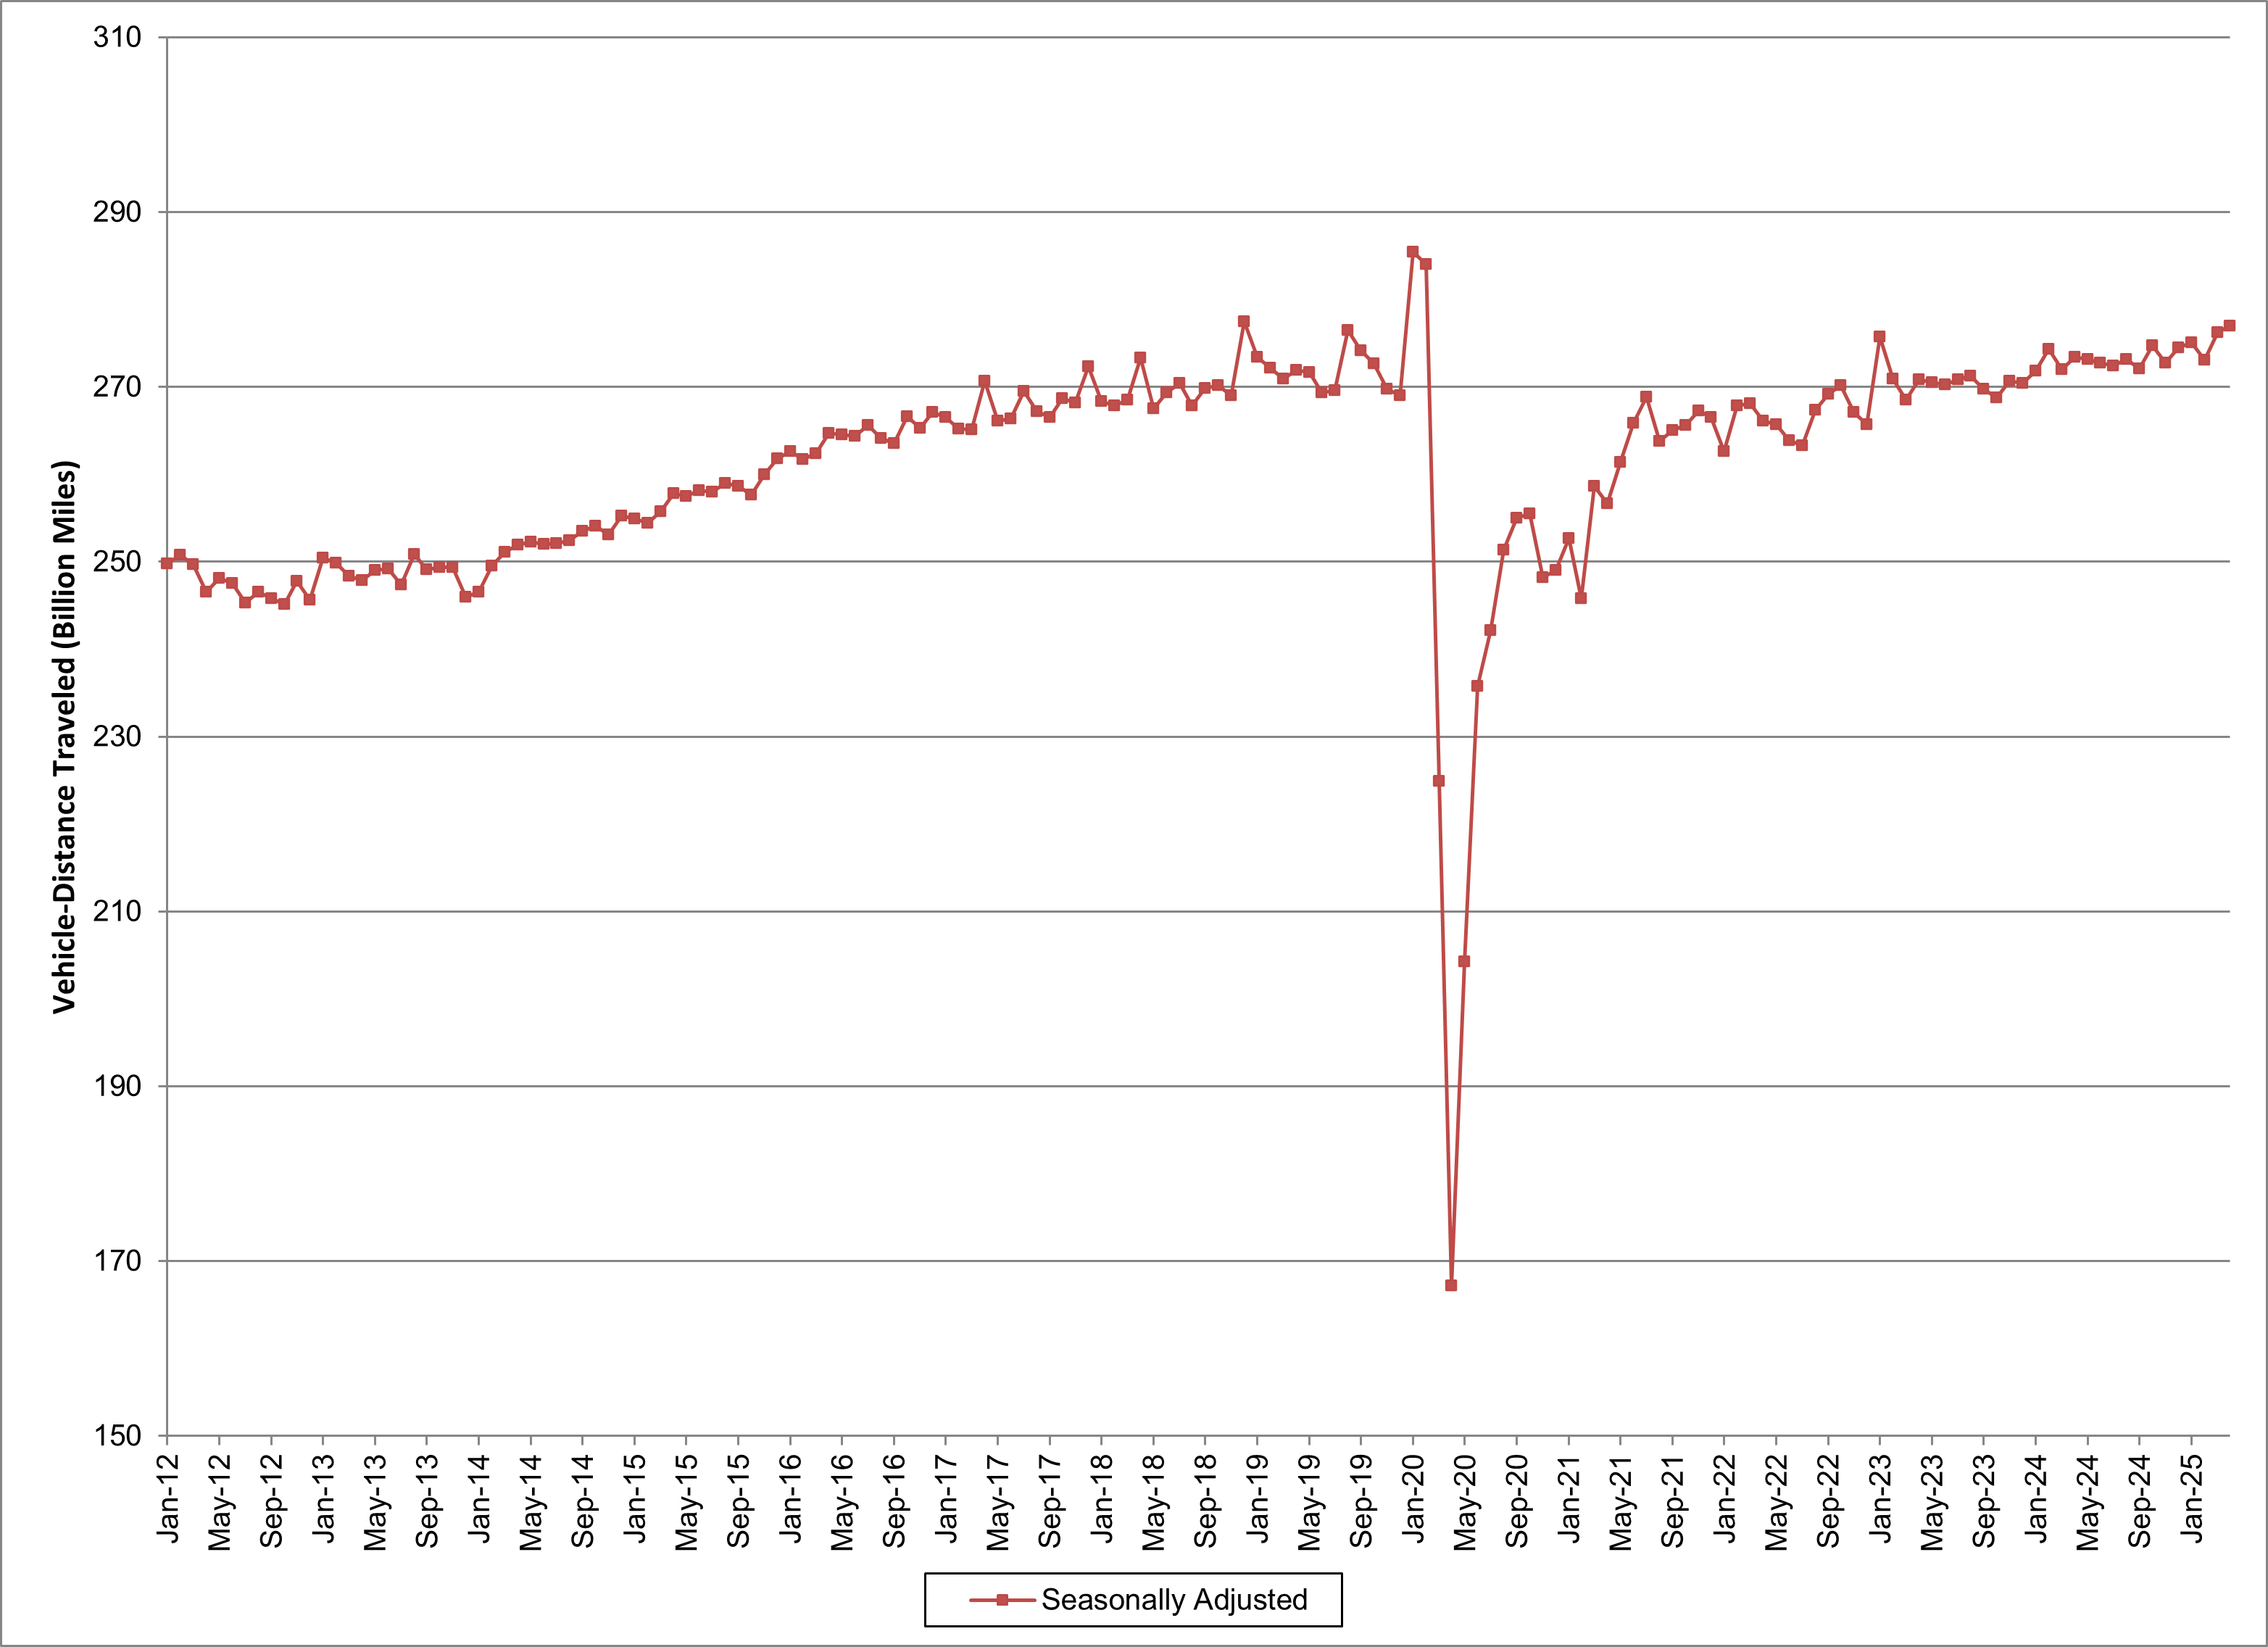 310
290
270
250
230
210
190
170
150
Vehicle-Distance Traveled (Billion Miles)
Jan-12
May-12
Sep-12
Jan-13
May-13
Sep-13
Jan-14
May-14
Sep-14
Jan-15
May-15
Sep-15
Jan-16
May-16
Sep-16
Jan-17
May-17
Sep-17
Jan-18
May-18
Sep-18
Jan-19
May-19
Sep-19
Jan-20
May-20
Sep-20
Jan-21
May-21
Sep-21
Jan-22
May-22
Sep-22
Jan-23
May-23
Sep-23
Jan-24
May-24
Sep-24
Jan-25
Seasonally Adjusted